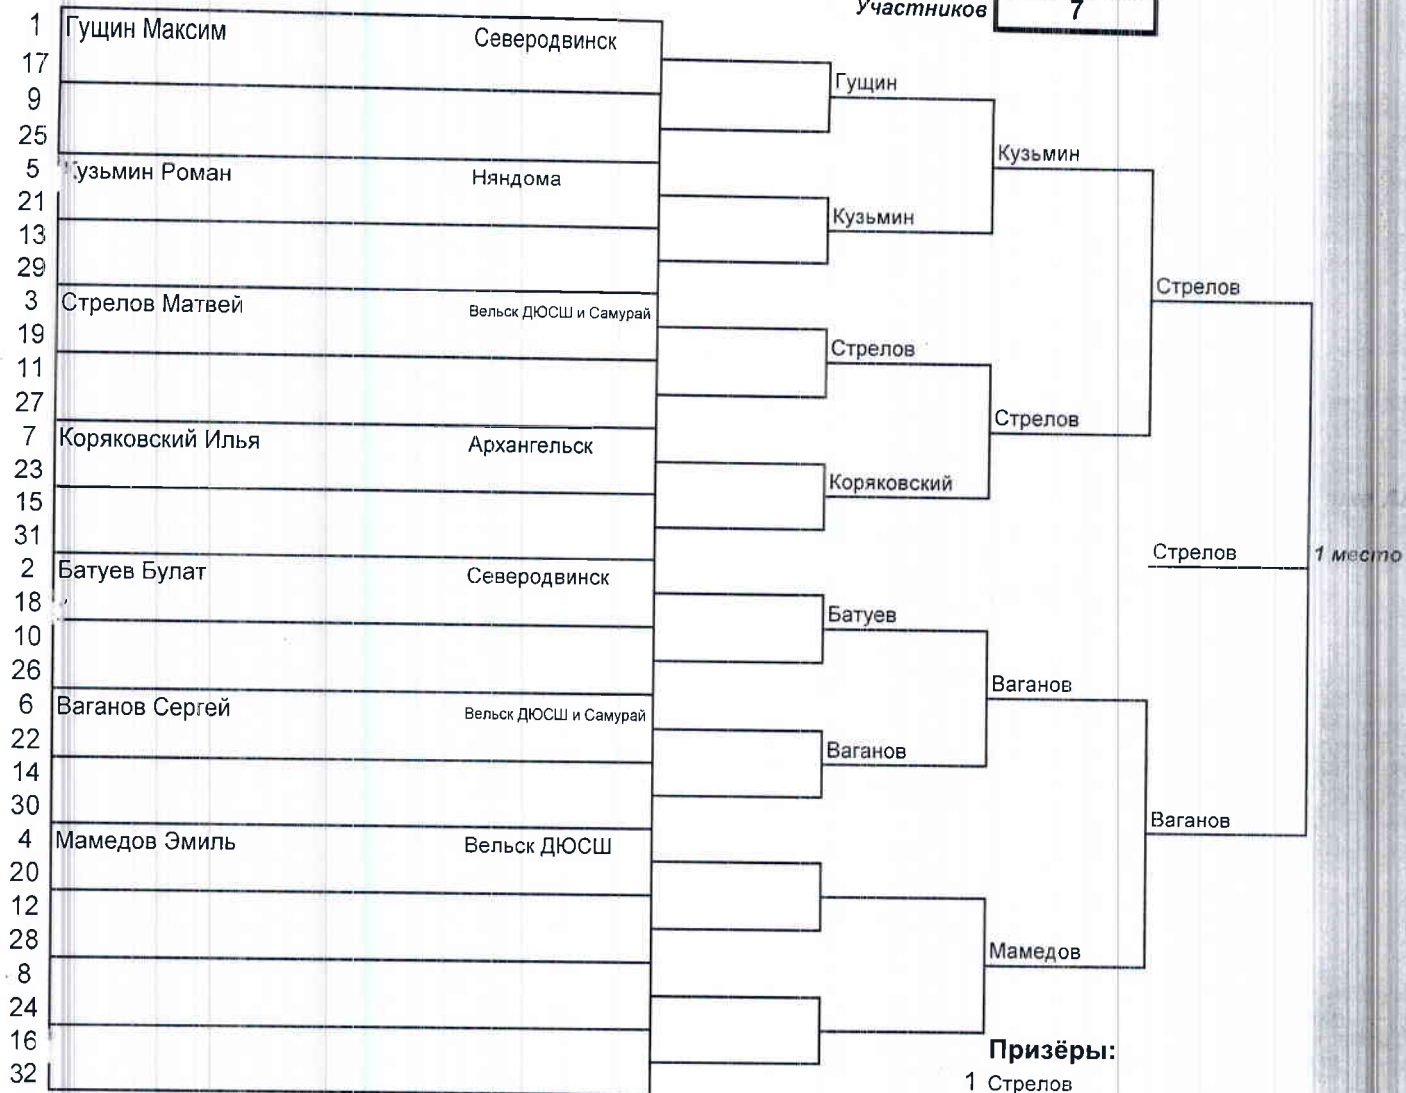 Участников 7
1 Гущин Максим Северодвинск
17
9
25
5 Кузьмин Роман Няндома
21
13
29
3 Стрелов Матвей Вельск ДЮСШ и Самурай
19
11
27
7 Коряковский Илья Архангельск
23
15
31
2 Батуев Булат Северодвинск
18
10
26
6 Ваганов Сергей Вельск ДЮСШ и Самурай
22
14
30
4 Мамедов Эмиль Вельск ДЮСШ
20
12
28
8
24
16
32
Гущин
Кузьмин
Стрелов
Коряковский
Батуев
Ваганов
Кузьмин
Стрелов
Ваганов
Мамедов
Стрелов
Ваганов
Стрелов 1 место
Призёры:
1 Стрелов